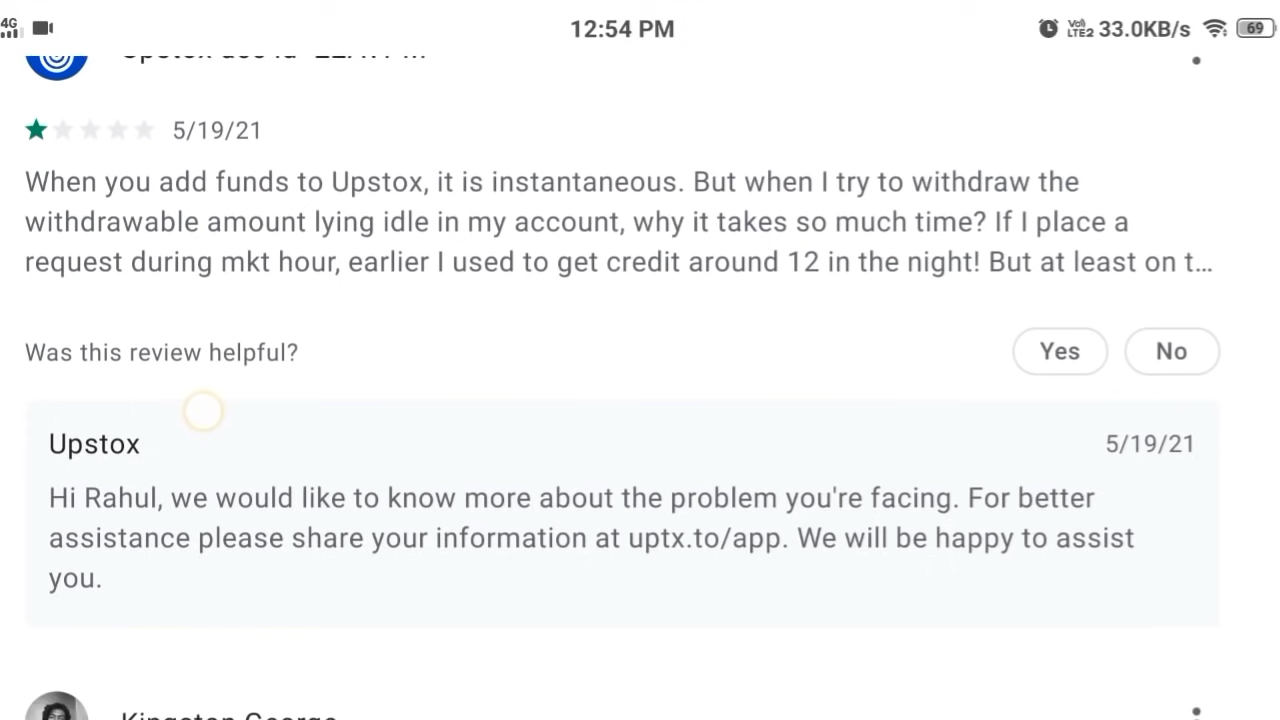 4G 12:54 PM VoI LTE2 33.0KB/s 69
5/19/21
When you add funds to Upstox, it is instantaneous. But when I try to withdraw the
withdrawable amount lying idle in my account, why it takes so much time? If I place a
request during mkt hour, earlier I used to get credit around 12 in the night! But at least on t...
Was this review helpful? Yes No
Upstox 5/19/21
Hi Rahul, we would like to know more about the problem you're facing. For better
assistance please share your information at uptx.to/app. We will be happy to assist
you.
Kingston George